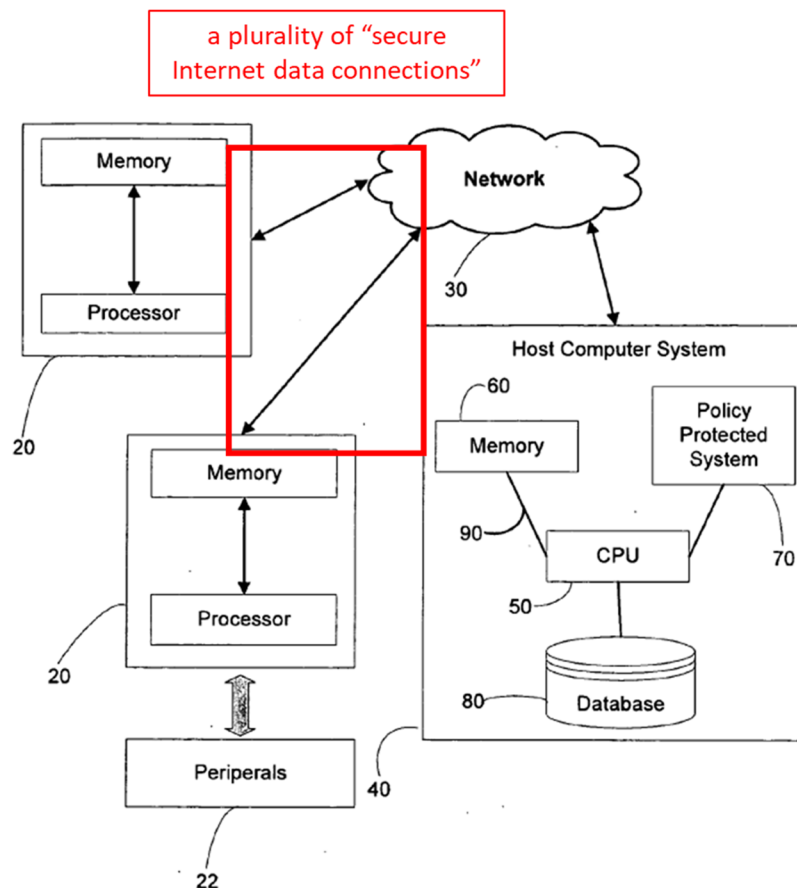 a plurality of “secure
Internet data connections”
Memory
Processor
20
Network
30
Host Computer System
60
Memory
Policy
Protected
System
90
CPU
70
50
80
Database
40
Memory
Processor
20
Periperals
22